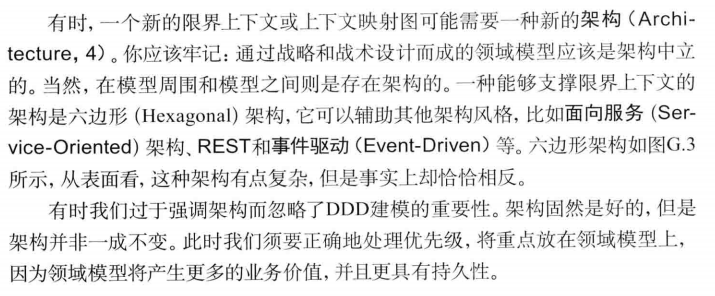 有时，一个新的限界上下文或上下文映射图可能需要一种新的架构（Archi-
tecture，4）。你应该牢记：通过战略和战术设计而成的领域模型应该是架构中立
的。当然，在模型周围和模型之间则是存在架构的。一种能够支撑限界上下文的
架构是六边形（Hexagonal）架构，它可以辅助其他架构风格，比如面向服务（Ser-
vice-Oriented）架构、REST和事件驱动（Event-Driven）等。六边形架构如图G.3
所示，从表面看，这种架构有点复杂，但是事实上却恰恰相反。
有时我们过于强调架构而忽略了DDD建模的重要性。架构固然是好的，但是
架构并非一成不变。此时我们须要正确地处理优先级，将重点放在领域模型上，
因为领域模型将产生更多的业务价值，并且更具有持久性。